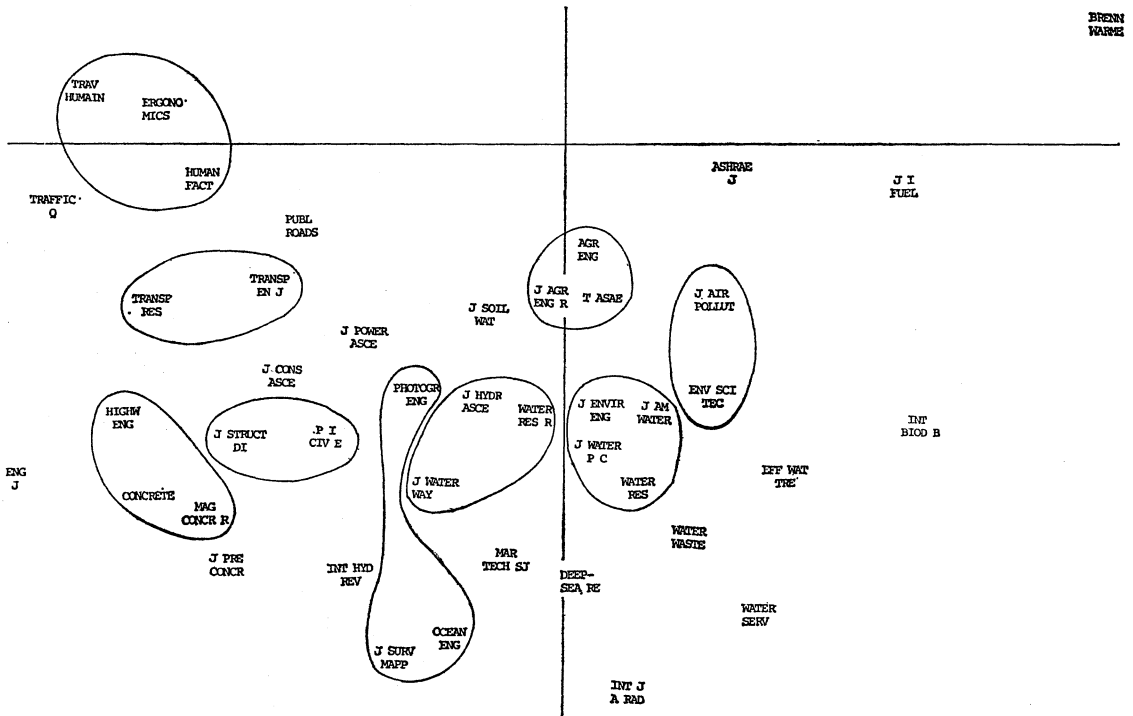 BRENN
WARME
TRAV
HUMAIN
ERGONO-
MICS
HUMAN
FACT
ASHRAE
J
J I
FUEL
TRAFFIC
Q
PUBL
ROADS
AGR
ENG
TRANSP
EN J
TRANSP
RES
J AGR
ENG R
T ASAE
J AIR
POLLUT
J SOIL
WAT
J POWER
ASCE
J CONS
ASCE
PHOTOGR
ENG
J HYDR
ASCE
WATER
RES R
J ENVIR
ENG
J AM
WATER
ENV SCI
TEC
HIGHW
ENG
J STRUCT
DI
P I
CIV E
J WATER
P C
INT
BIOD B
ENG
J
CONCRETE
MAG
CONCR R
J WATER
WAY
WATER
RES
EFF WAT
TRE
WATER
WASTE
J PRE
CONCR
INT HYD
REV
MAR
TECH SJ
DEEP-
SEA RE
WATER
SERV
J SURV
MAPP
OCEAN
ENG
INT J
A RAD